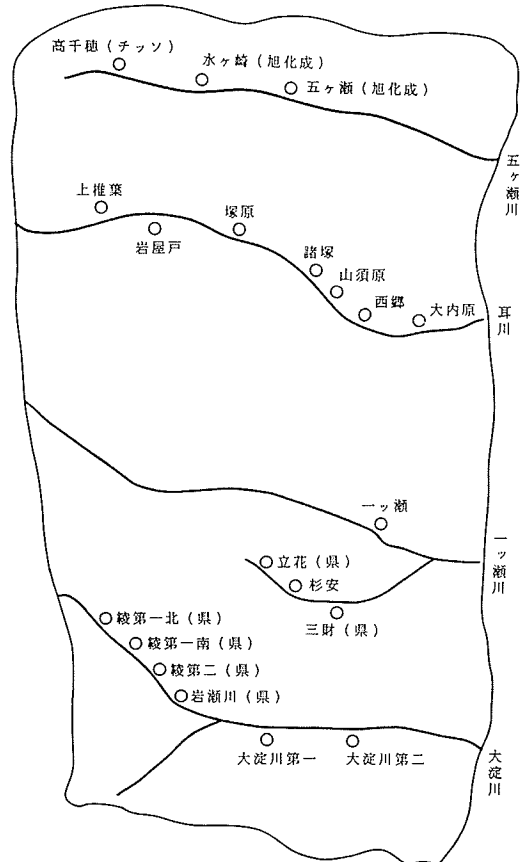 高千穂(チッソ)
水ヶ崎(旭化成)
五ヶ瀬(旭化成)
五ヶ瀬川
上椎葉
岩屋戸
塚原
諸塚
山須原
西郷
大内原
耳川
一ッ瀬
一ッ瀬川
立花(県)
杉安
三財(県)
綾第一北(県)
綾第一南(県)
綾第二(県)
岩瀬川(県)
大淀川第一
大淀川第二
大淀川